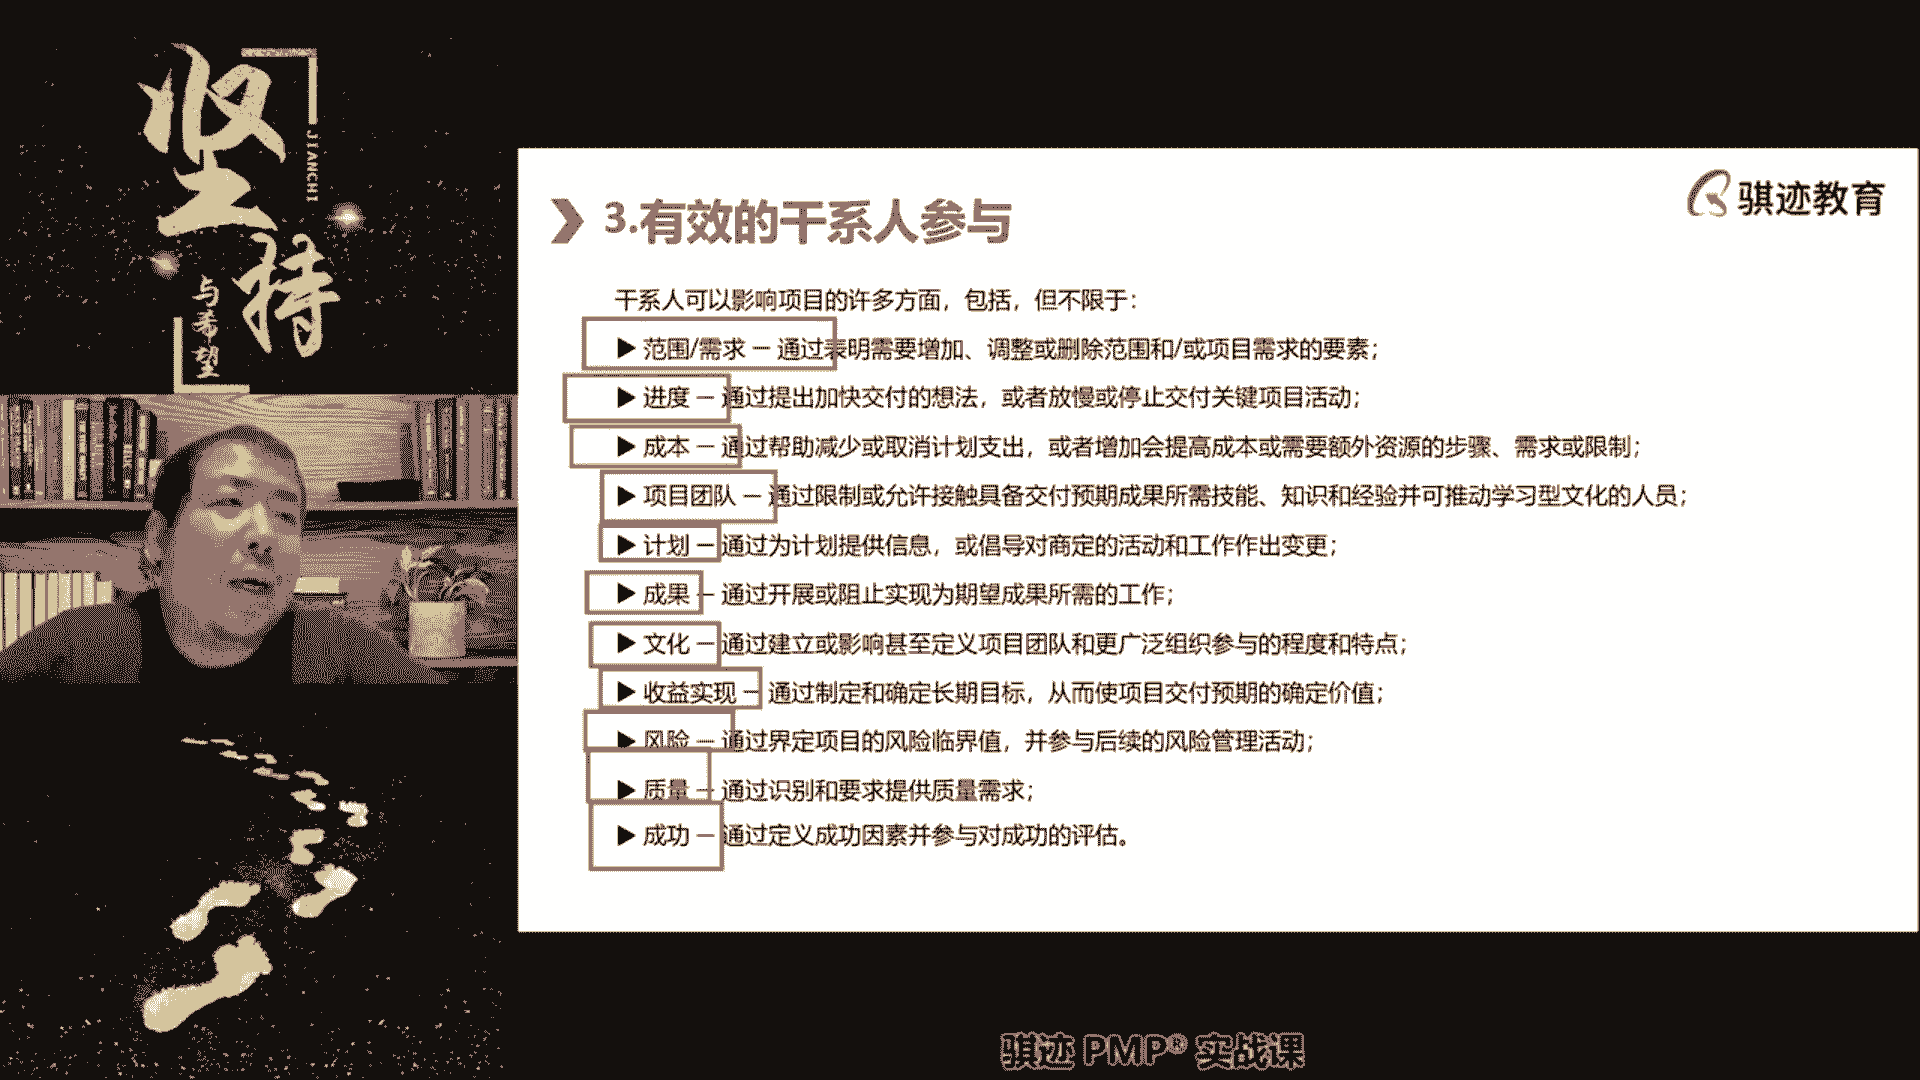 坚持
JIANCHI
与希望
骐迹教育
3.有效的干系人参与
干系人可以影响项目的许多方面，包括，但不限于：
▶ 范围/需求 — 通过表明需要增加、调整或删除范围和/或项目需求的要素；
▶ 进度 — 通过提出加快交付的想法，或者放慢或停止交付关键项目活动；
▶ 成本 — 通过帮助减少或取消计划支出，或者增加会提高成本或需要额外资源的步骤、需求或限制；
▶ 项目团队 — 通过限制或允许接触具备交付预期成果所需技能、知识和经验并可推动学习型文化的人员；
▶ 计划 — 通过为计划提供信息，或倡导对商定的活动和工作作出变更；
▶ 成果 — 通过开展或阻止实现为期望成果所需的工作；
▶ 文化 — 通过建立或影响甚至定义项目团队和更广泛组织参与的程度和特点；
▶ 收益实现 — 通过制定和确定长期目标，从而使项目交付预期的确定价值；
▶ 风险 — 通过界定项目的风险临界值，并参与后续的风险管理活动；
▶ 质量 — 通过识别和要求提供质量需求；
▶ 成功 — 通过定义成功因素并参与对成功的评估。
骐迹 PMP® 实战课